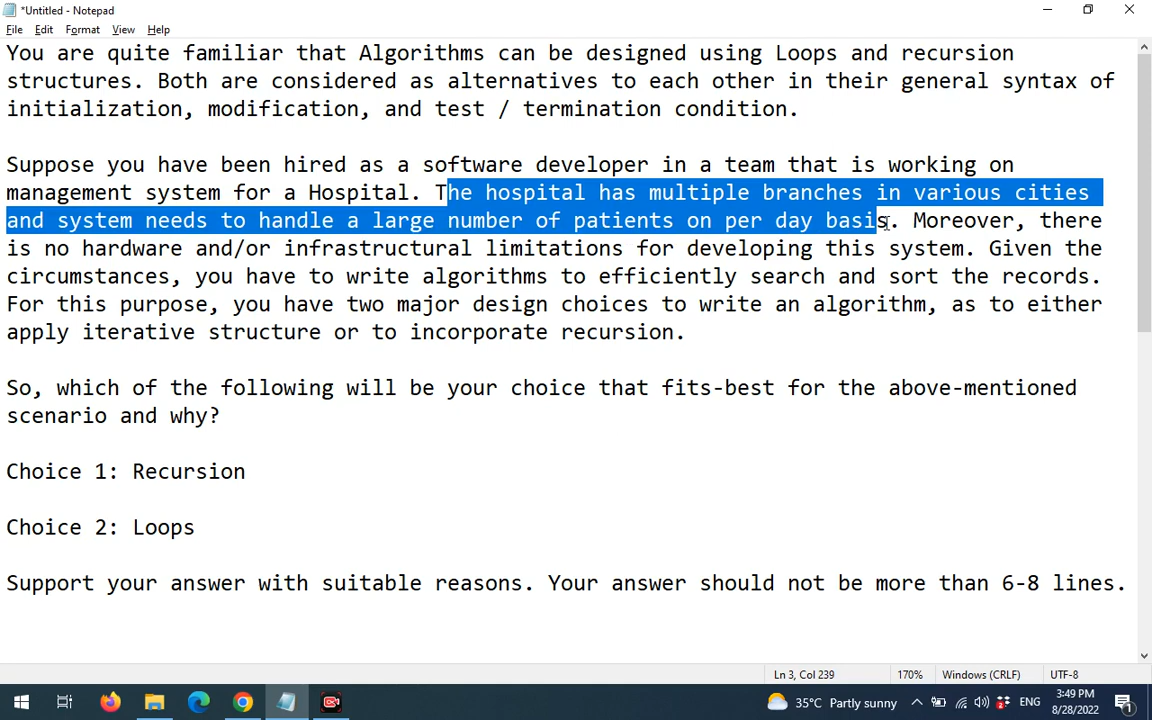 *Untitled - Notepad
File Edit Format View Help
You are quite familiar that Algorithms can be designed using Loops and recursion
structures. Both are considered as alternatives to each other in their general syntax of
initialization, modification, and test / termination condition.
Suppose you have been hired as a software developer in a team that is working on
management system for a Hospital. The hospital has multiple branches in various cities
and system needs to handle a large number of patients on per day basis. Moreover, there
is no hardware and/or infrastructural limitations for developing this system. Given the
circumstances, you have to write algorithms to efficiently search and sort the records.
For this purpose, you have two major design choices to write an algorithm, as to either
apply iterative structure or to incorporate recursion.
So, which of the following will be your choice that fits-best for the above-mentioned
scenario and why?
Choice 1: Recursion
Choice 2: Loops
Support your answer with suitable reasons. Your answer should not be more than 6-8 lines.
Ln 3, Col 239 170% Windows (CRLF) UTF-8
35°C Partly sunny ENG 3:49 PM
8/28/2022